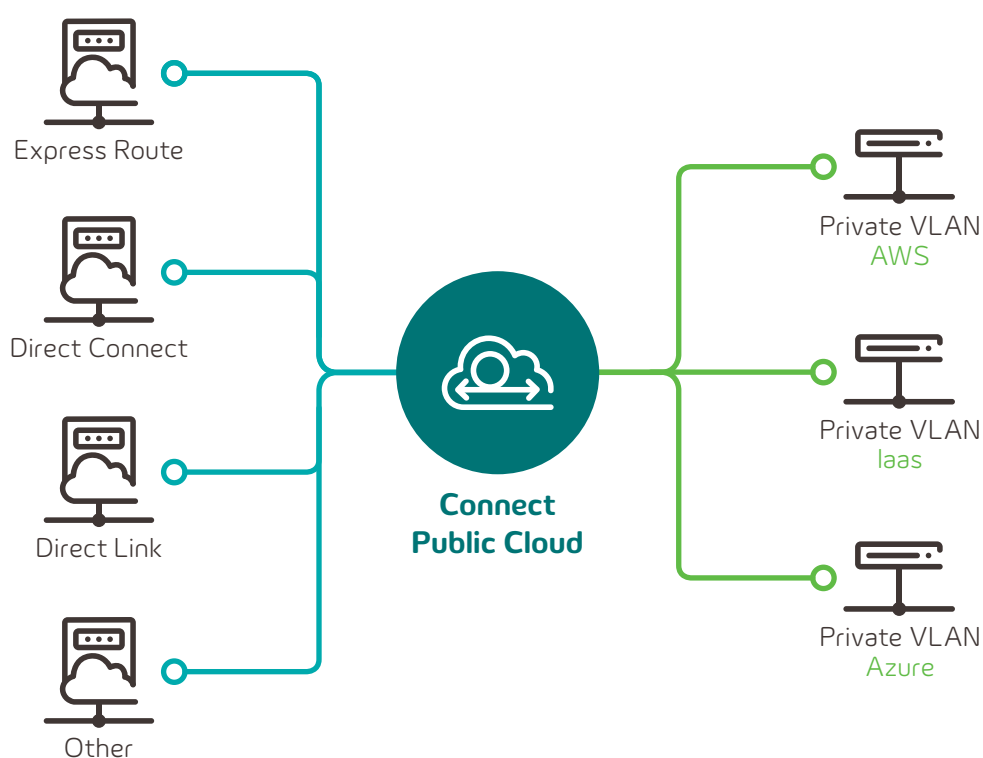 Express Route
Direct Connect
Direct Link
Other
Connect
Public Cloud
Private VLAN
AWS
Private VLAN
Iaas
Private VLAN
Azure